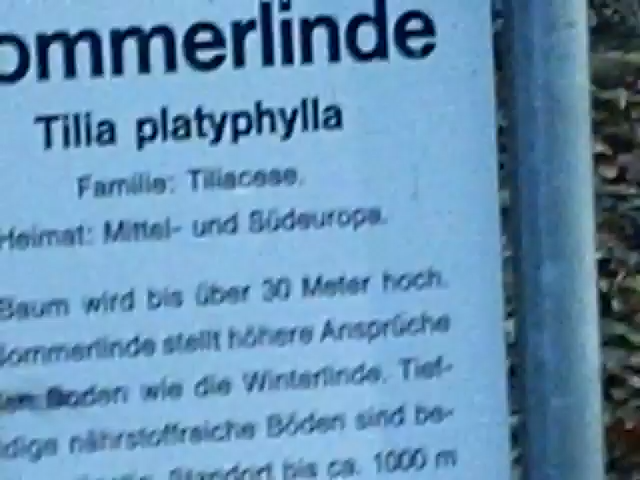 ommerlinde
Tilia platyphylla
Familie: Tiliaceae.
Heimat: Mittel- und Südeuropa.
Baum wird bis über 30 Meter hoch.
Sommerlinde stellt höhere Ansprüche
Boden wie die Winterlinde. Tief-
dige nährstoffreiche Böden sind be-
Standort bis ca. 1000 m